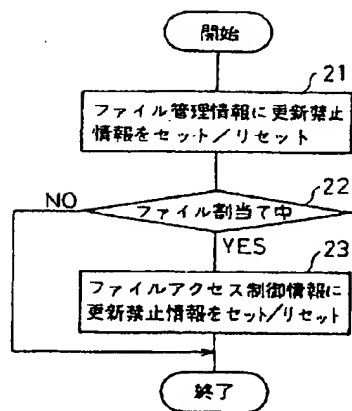 開始
21
ファイル管理情報に更新禁止
情報をセット/リセット
22
NO
ファイル割当て中
YES
23
ファイルアクセス制御情報に
更新禁止情報をセット/リセット
終了